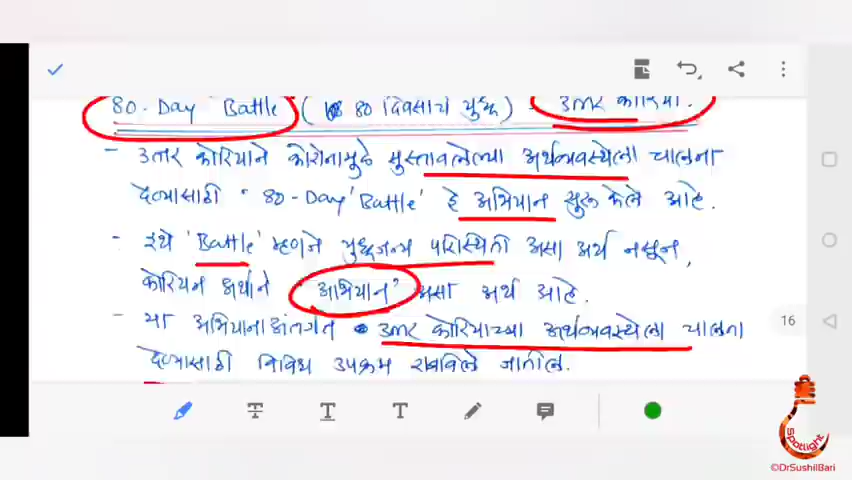 80-Day 'Battle' ( 80 दिवसाचे युद्ध) - उत्तर कोरिया.
- उत्तर कोरियाने कोरोनामुळे सुस्तावलेल्या अर्थव्यवस्थेला चालना
देण्यासाठी '80-Day 'Battle' हे अभियान सुरू केले आहे.
- इथे 'Battle' म्हणजे युद्धजन्य परिस्थिती असा अर्थ नसून,
कोरियन अर्थाने 'अभियान' असा अर्थ आहे.
- या अभियानाअंतर्गत उत्तर कोरियाच्या अर्थव्यवस्थेला चालना
देण्यासाठी विविध उपक्रम राबविले जातील.
16
T T T
Spotlight
©DrSushilBari